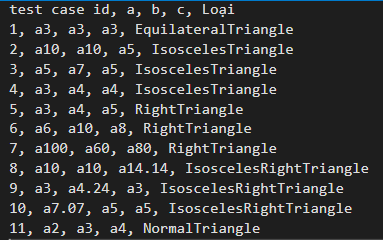 test case id, a, b, c, Loại
1, a3, a3, a3, EquilateralTriangle
2, a10, a10, a5, IsoscelesTriangle
3, a5, a7, a5, IsoscelesTriangle
4, a3, a4, a4, IsoscelesTriangle
5, a3, a4, a5, RightTriangle
6, a6, a10, a8, RightTriangle
7, a100, a60, a80, RightTriangle
8, a10, a10, a14.14, IsoscelesRightTriangle
9, a3, a4.24, a3, IsoscelesRightTriangle
10, a7.07, a5, a5, IsoscelesRightTriangle
11, a2, a3, a4, NormalTriangle